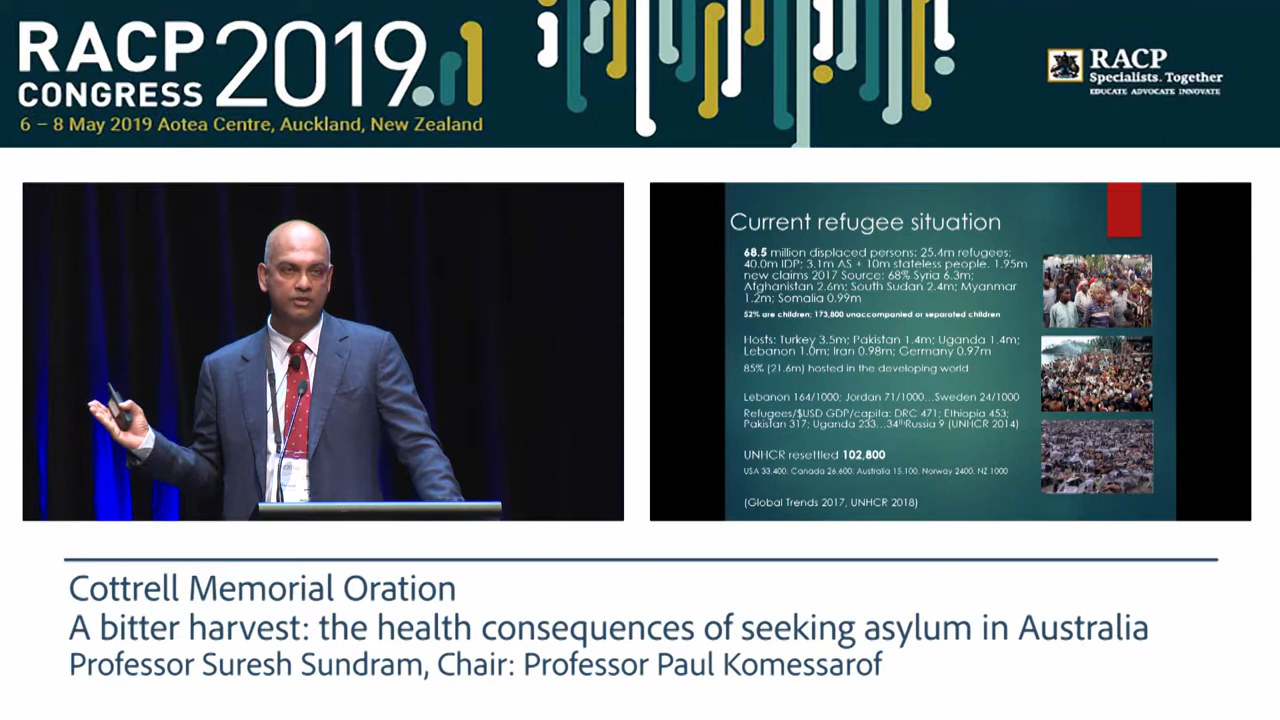 RACP
CONGRESS
2019
6 – 8 May 2019 Aotea Centre, Auckland, New Zealand
RACP
Specialists. Together
EDUCATE ADVOCATE INNOVATE
Current refugee situation
68.5 million displaced persons: 25.4m refugees;
40.0m IDP; 3.1m AS + 10m stateless people. 1.95m
new claims 2017 Source: 68% Syria 6.3m;
Afghanistan 2.6m; South Sudan 2.4m; Myanmar
1.2m; Somalia 0.99m
52% are children; 173,800 unaccompanied or separated children
Hosts: Turkey 3.5m; Pakistan 1.4m; Uganda 1.4m;
Lebanon 1.0m; Iran 0.98m; Germany 0.97m
85% (21.6m) hosted in the developing world
Lebanon 164/1000; Jordan 71/1000...Sweden 24/1000
Refugees/$USD GDP/capita: DRC 471; Ethiopia 453;
Pakistan 317; Uganda 233...34thRussia 9 (UNHCR 2014)
UNHCR resettled 102,800
USA 33,400; Canada 26,600; Australia 15,100, Norway 2400, NZ 1000
(Global Trends 2017, UNHCR 2018)
Cottrell Memorial Oration
A bitter harvest: the health consequences of seeking asylum in Australia
Professor Suresh Sundram, Chair: Professor Paul Komessarof